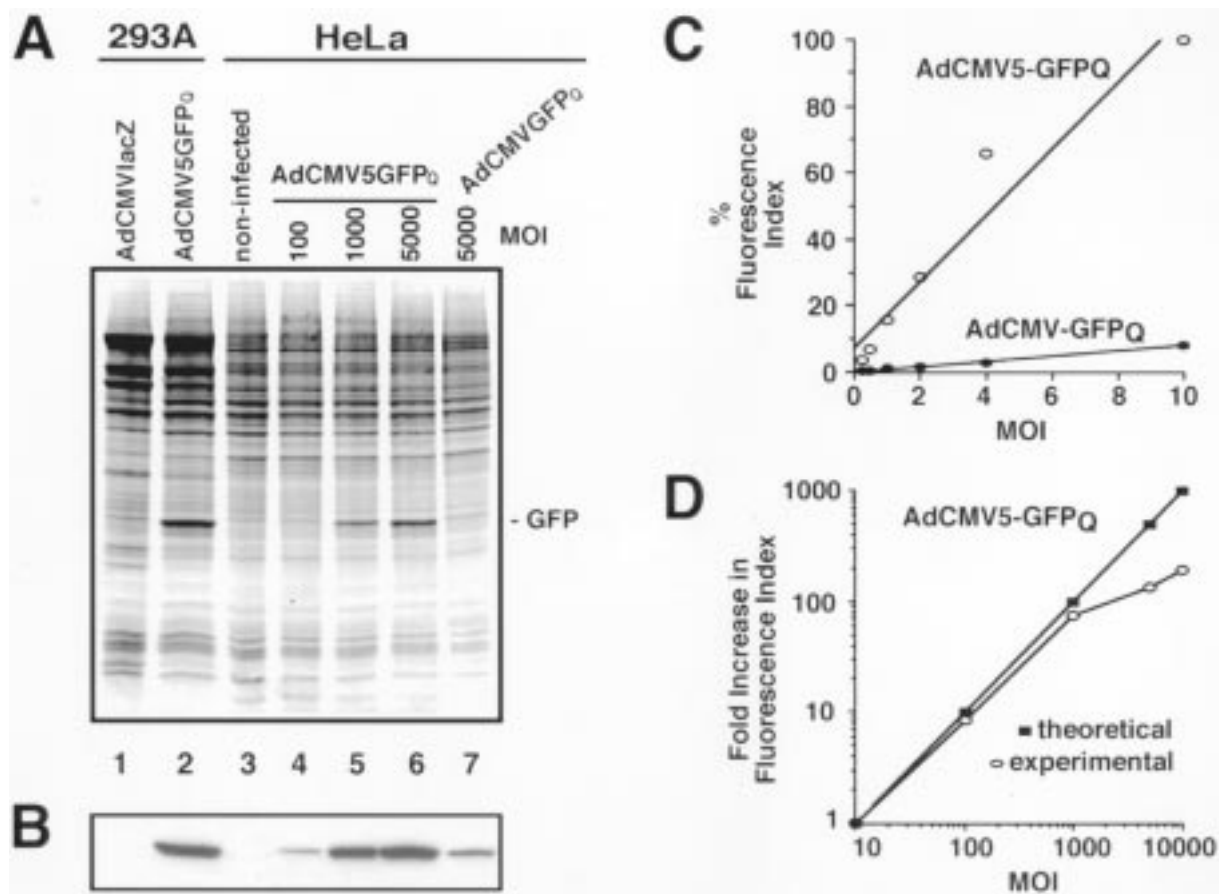 A
293A
HeLa
AdCMVlacZ
AdCMV5GFPQ
non-infected
AdCMV5GFPQ
100
1000
5000
AdCMVGFPQ
5000
MOI
- GFP
1 2 3 4 5 6 7
B
C
% Fluorescence Index
100
80
60
40
20
0
AdCMV5-GFPQ
AdCMV-GFPQ
0 2 4 6 8 10
MOI
D
Fold Increase in
Fluorescence Index
1000
100
10
1
AdCMV5-GFPQ
theoretical
experimental
10 100 1000 10000
MOI